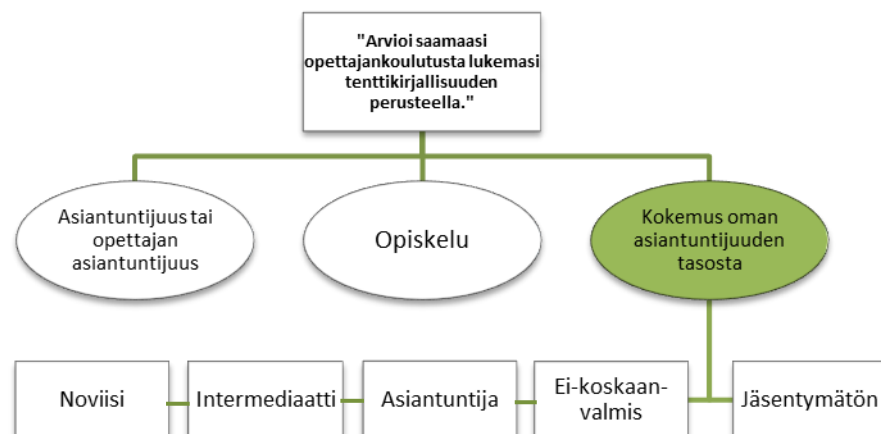 "Arvioi saamaasi
opettajankoulutusta lukemasi
tenttikirjallisuuden
perusteella."
Asiantuntijuus tai
opettajan
asiantuntijuus
Opiskelu
Kokemus oman
asiantuntijuuden
tasosta
Noviisi
Intermediaatti
Asiantuntija
Ei-koskaan-
valmis
Jäsentymätön